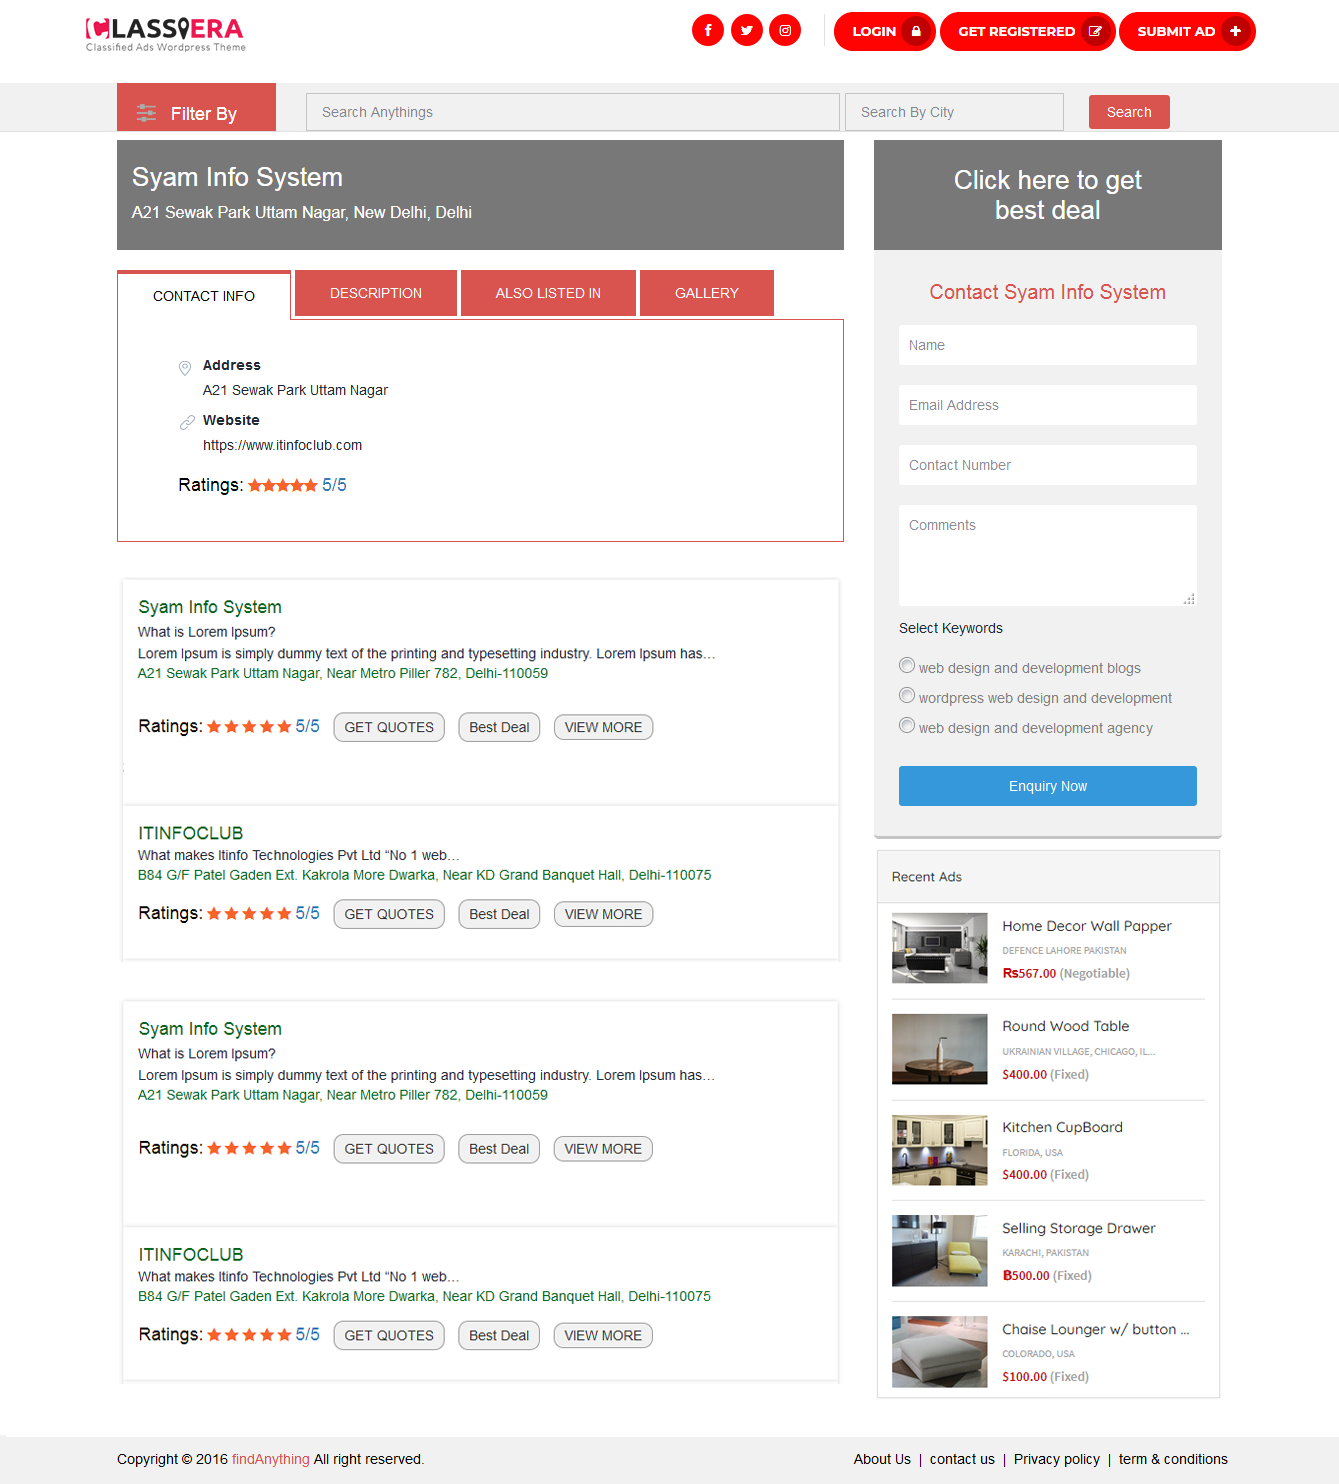 CLASSIERA
Classified Ads Wordpress Theme
LOGIN
GET REGISTERED
SUBMIT AD
Filter By
Search Anythings
Search By City
Search
Syam Info System
A21 Sewak Park Uttam Nagar, New Delhi, Delhi
Click here to get
best deal
CONTACT INFO
DESCRIPTION
ALSO LISTED IN
GALLERY
Address
A21 Sewak Park Uttam Nagar
Website
https://www.itinfoclub.com
Ratings: ★★★★★ 5/5
Contact Syam Info System
Name
Email Address
Contact Number
Comments
Select Keywords
web design and development blogs
wordpress web design and development
web design and development agency
Enquiry Now
Syam Info System
What is Lorem Ipsum?
Lorem Ipsum is simply dummy text of the printing and typesetting industry. Lorem Ipsum has...
A21 Sewak Park Uttam Nagar, Near Metro Piller 782, Delhi-110059
Ratings: ★★★★★ 5/5 GET QUOTES Best Deal VIEW MORE
ITINFOCLUB
What makes Itinfo Technologies Pvt Ltd “No 1 web...
B84 G/F Patel Gaden Ext. Kakrola More Dwarka, Near KD Grand Banquet Hall, Delhi-110075
Ratings: ★★★★★ 5/5 GET QUOTES Best Deal VIEW MORE
Syam Info System
What is Lorem Ipsum?
Lorem Ipsum is simply dummy text of the printing and typesetting industry. Lorem Ipsum has...
A21 Sewak Park Uttam Nagar, Near Metro Piller 782, Delhi-110059
Ratings: ★★★★★ 5/5 GET QUOTES Best Deal VIEW MORE
ITINFOCLUB
What makes Itinfo Technologies Pvt Ltd “No 1 web...
B84 G/F Patel Gaden Ext. Kakrola More Dwarka, Near KD Grand Banquet Hall, Delhi-110075
Ratings: ★★★★★ 5/5 GET QUOTES Best Deal VIEW MORE
Recent Ads
Home Decor Wall Papper
DEFENCE LAHORE PAKISTAN
Rs567.00 (Negotiable)
Round Wood Table
UKRAINIAN VILLAGE, CHICAGO, IL...
$400.00 (Fixed)
Kitchen CupBoard
FLORIDA, USA
$400.00 (Fixed)
Selling Storage Drawer
KARACHI, PAKISTAN
฿500.00 (Fixed)
Chaise Lounger w/ button ...
COLORADO, USA
$100.00 (Fixed)
Copyright © 2016 findAnything All right reserved.
About Us | contact us | Privacy policy | term & conditions